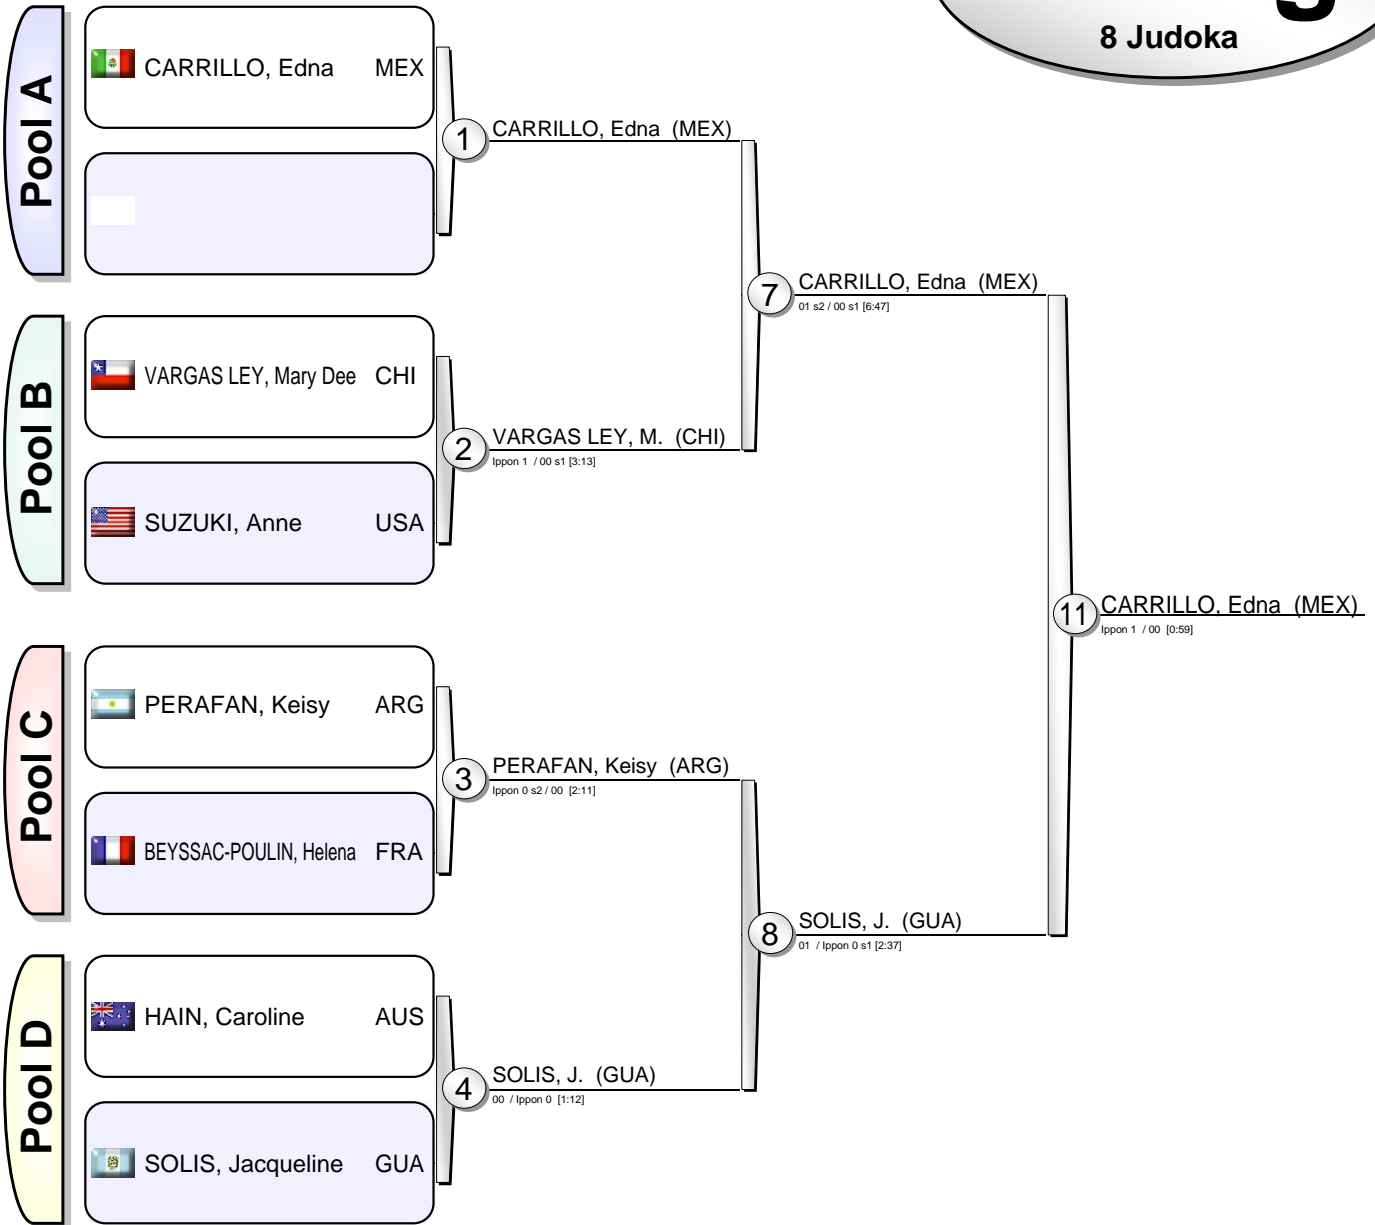 8 Judoka
Pool A
CARRILLO, Edna MEX
1
CARRILLO, Edna (MEX)
7
CARRILLO, Edna (MEX)
01 s2 / 00 s1 [6:47]
Pool B
VARGAS LEY, Mary Dee CHI
2
VARGAS LEY, M. (CHI)
Ippon 1 / 00 s1 [3:13]
SUZUKI, Anne USA
11
CARRILLO, Edna (MEX)
Ippon 1 / 00 [0:59]
Pool C
PERAFAN, Keisy ARG
3
PERAFAN, Keisy (ARG)
Ippon 0 s2 / 00 [2:11]
BEYSSAC-POULIN, Helena FRA
8
SOLIS, J. (GUA)
01 / Ippon 0 s1 [2:37]
Pool D
HAIN, Caroline AUS
4
SOLIS, J. (GUA)
00 / Ippon 0 [1:12]
SOLIS, Jacqueline GUA